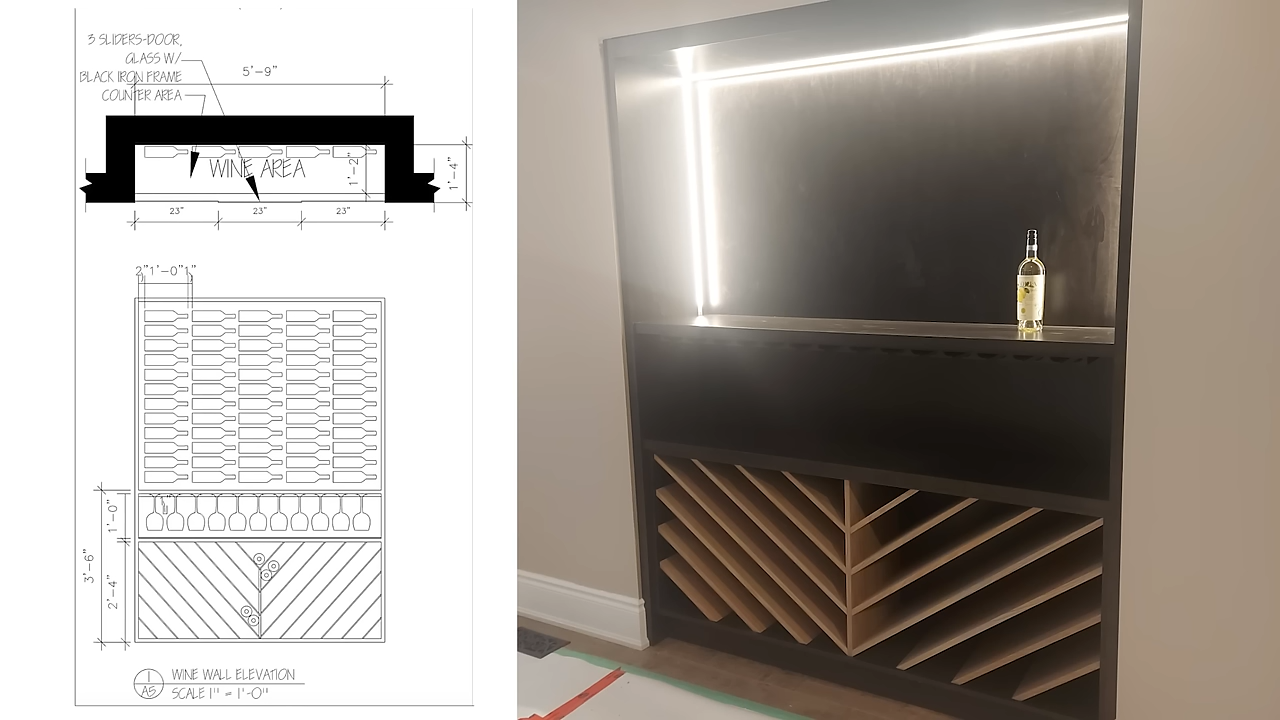 3 SLIDERS-DOOR,
GLASS W/
BLACK IRON FRAME
COUNTER AREA
5'-9"
WINE AREA
1'-2"
1'-4"
23" 23" 23"
2" 1'-0" 1"
1'-0"
3'-6"
2'-4"
1
A5
WINE WALL ELEVATION
SCALE 1" = 1'-0"